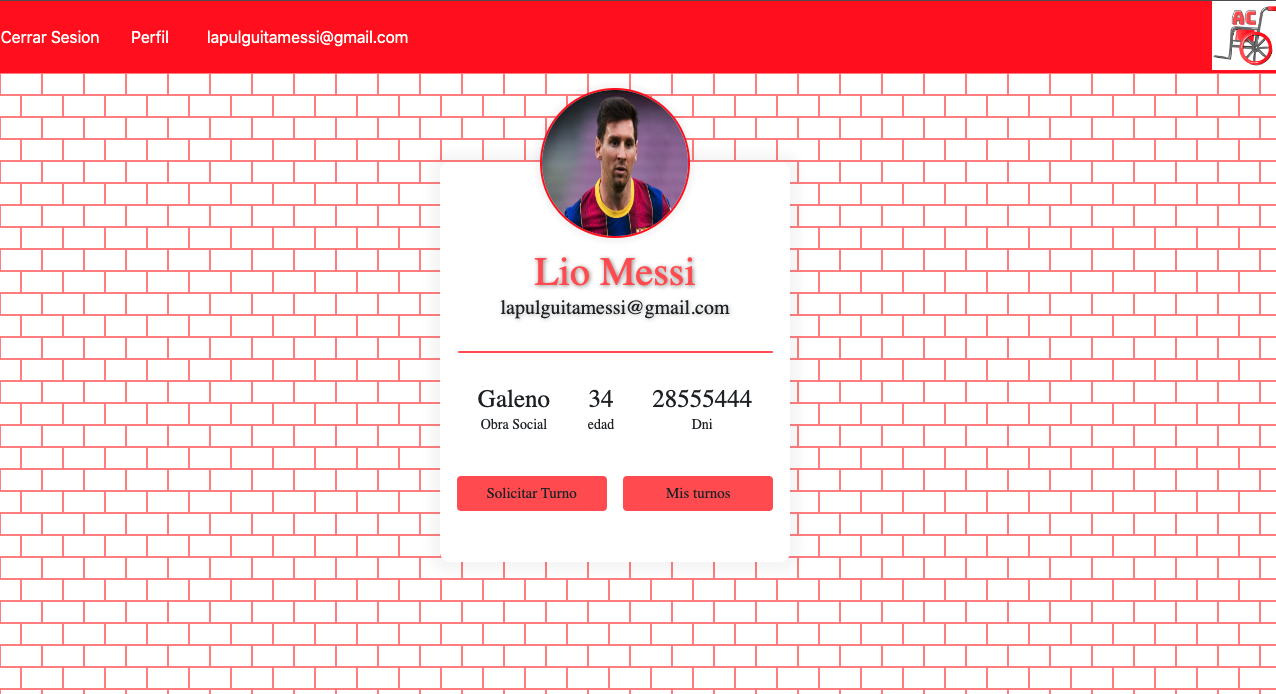 Cerrar Sesion Perfil lapulguitamessi@gmail.com
AC
Lio Messi
lapulguitamessi@gmail.com
Galeno 34 28555444
Obra Social edad Dni
Solicitar Turno Mis turnos